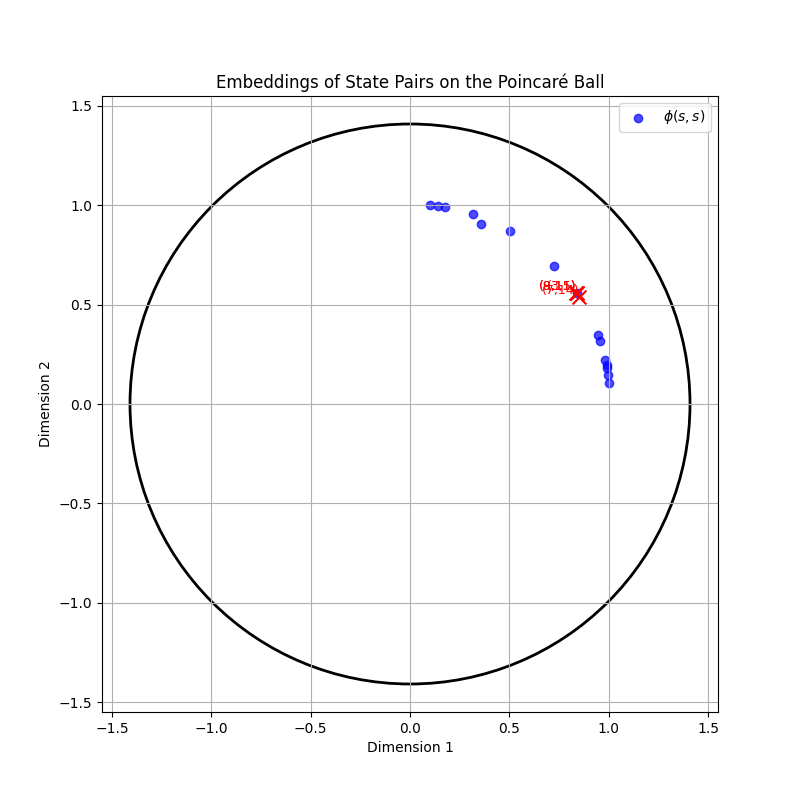 Embeddings of State Pairs on the Poincaré Ball
ϕ(s, s)
1.5
1.0
0.5
0.0
−0.5
−1.0
−1.5
Dimension 2
−1.5 −1.0 −0.5 0.0 0.5 1.0 1.5
Dimension 1